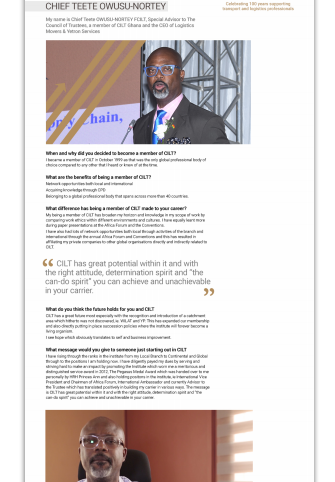 CHIEF TEETE OWUSU-NORTEY
Celebrating 100 years supporting
transport and logistics professionals
My name is Chief Teete Owusu-Nortey FCILT, Special Advisor to The
Council of Trustees, a member of CILT Ghana and the CEO of Logistics
Movers & Yetron Services
pply Chain,
When and why did you decided to become a member of CILT?
I became a member of CILT in October 1999 as that was the only global professional body of
choice compared to any other that I heard or knew of at the time.
What are the benefits of being a member of CILT?
Network opportunities both local and international
Acquiring knowledge through CPD
Belonging to a global professional body that spans across more than 40 countries
What difference has being a member of CILT made to your career?
My being a member of CILT has broaden my horizon and knowledge in my scope of work by
comparing work ethics within different environments and cultures. I have equally learn more
during paper presentations at the Africa Forum and the Conventions.
I have also had lots of network opportunities both local through activities of the branch and
international through the annual Africa Forum and Conventions and this has resulted in
affiliating my private companies to other global organisations directly and indirectly related to
CILT.
“ CILT has great potential within it and with
the right attitude, determination spirit and “the
can-do spirit” you can achieve and unachievable
in your carrier. ”
What do you think the future holds for you and CILT
CILT has a great future most especially with the recognition and introduction of a catchment
area which hitherto was not discovered, ie. WiLAT and YP. This has expanded our membership
and also directly putting in place succession policies where the institute will forever become a
living organism.
I see hope which obviously translates to self and business improvement
What message would you give to someone just starting out in CILT
I have rising through the ranks in the institute from my Local Branch to Continental and Global
through to the positions I am holding now. I have diligently payed my dues by serving and
striving hard to make an impact by promoting the Institute which won me a meritorious and
distinguished service award in 2012, The Pegasus Medal Award which was handed over to me
personally by HRH Princess Ann and holding positions in the Institute, ie International Vice
President and Chairman of Africa Forum, International Ambassador and currently Advisor to
the Trustee which has translated positively in building my carrier in various ways. The message
is CILT has great potential within it and with the right attitude, determination spirit and “the
can-do spirit” you can achieve and unachievable in your carrier.